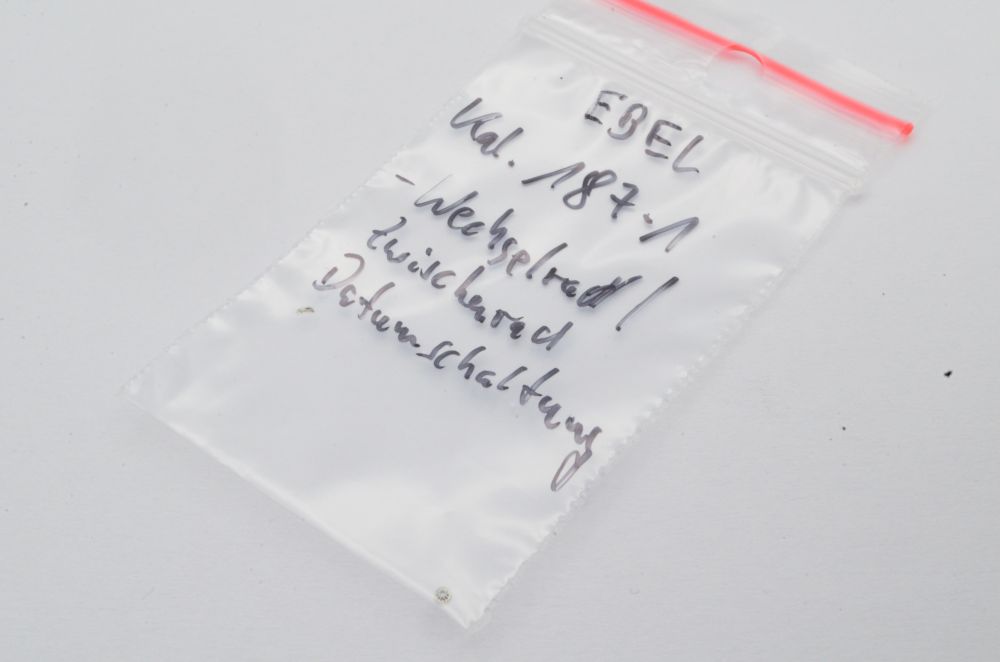 EBEL
Kal. 187.1
- Wechselrad /
Zwischenrad
Datumschaltung